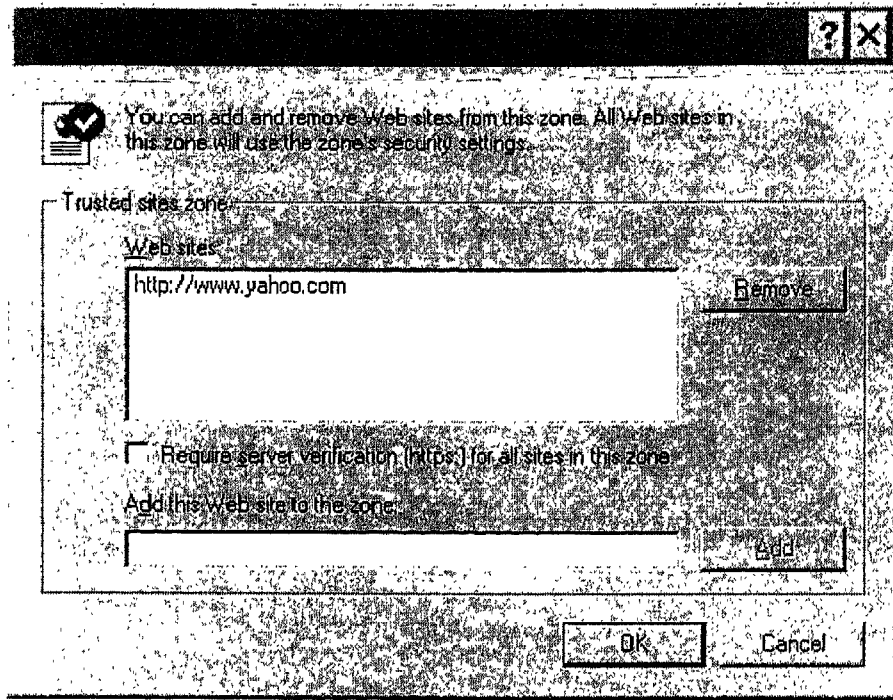 ?
You can add and remove Web sites from this zone. All Web sites in
this zone will use the zone's security settings.
Trusted sites zone
Web sites:
http://www.yahoo.com
Remove
Require server verification (https:) for all sites in this zone
Add this Web site to the zone:
Add
OK
Cancel